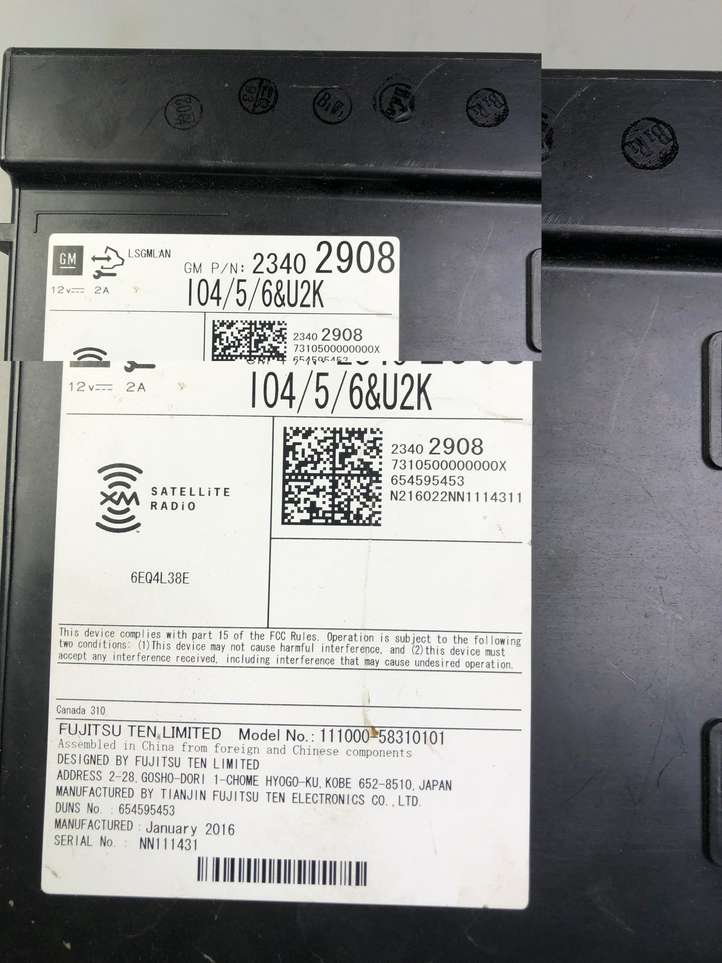 GM
LSGMLAN
GM P/N: 2340 2908
12v 2A
IO4/5/6&U2K
2340 2908
7310500000000X
654595453
12v 2A
IO4/5/6&U2K
2340 2908
7310500000000X
654595453
N216022NN1114311
XM SATELLiTE
RADiO
6EQ4L38E
This device complies with part 15 of the FCC Rules. Operation is subject to the following
two conditions: (1)This device may not cause harmful interference, and (2)this device must
accept any interference received, including interference that may cause undesired operation.
Canada 310
FUJITSU TEN LIMITED Model No.: 111000-58310101
Assembled in China from foreign and Chinese components
DESIGNED BY FUJITSU TEN LIMITED
ADDRESS 2-28, GOSHO-DORI 1-CHOME HYOGO-KU, KOBE 652-8510, JAPAN
MANUFACTURED BY TIANJIN FUJITSU TEN ELECTRONICS CO., LTD.
DUNS No. : 654595453
MANUFACTURED : January 2016
SERIAL No. : NN111431